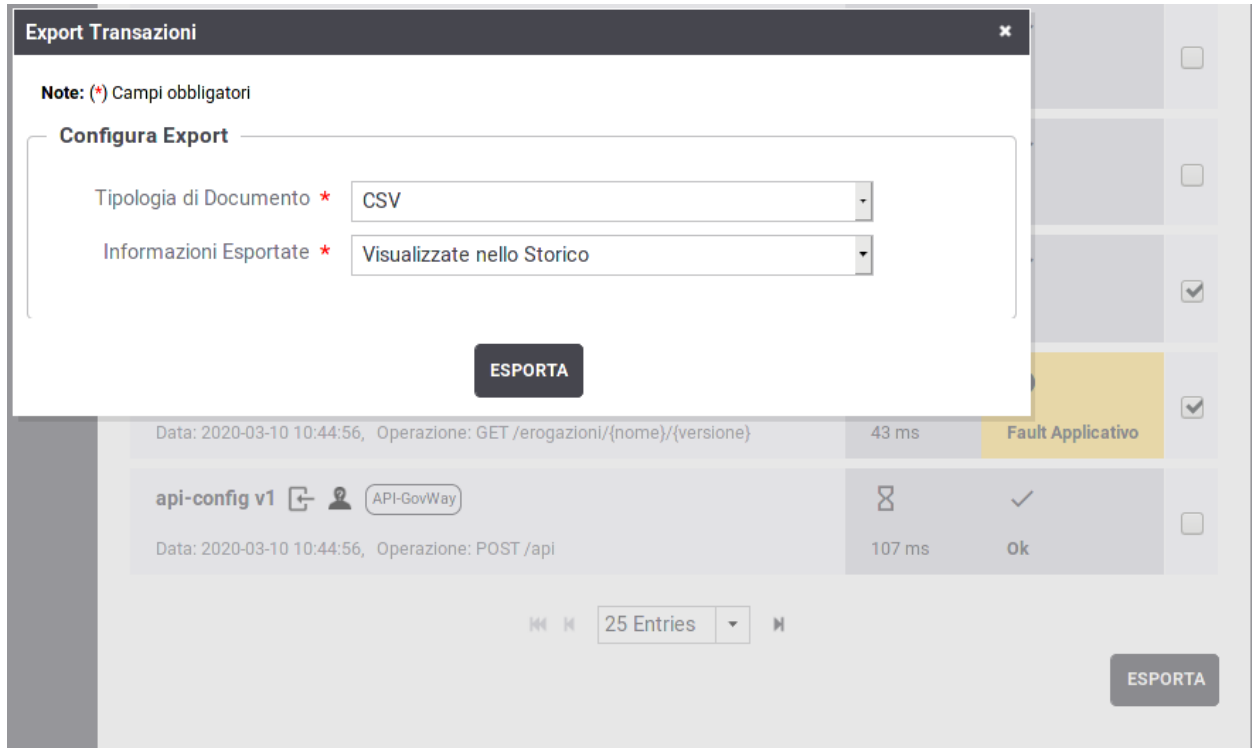 Export Transazioni
Note: (*) Campi obbligatori
Configura Export
Tipologia di Documento * CSV
Informazioni Esportate * Visualizzate nello Storico
ESPORTA
Data: 2020-03-10 10:44:56, Operazione: GET /erogazioni/{nome}/{versione} 43 ms Fault Applicativo
api-config v1 API-GovWay
Data: 2020-03-10 10:44:56, Operazione: POST /api 107 ms Ok
25 Entries
ESPORTA